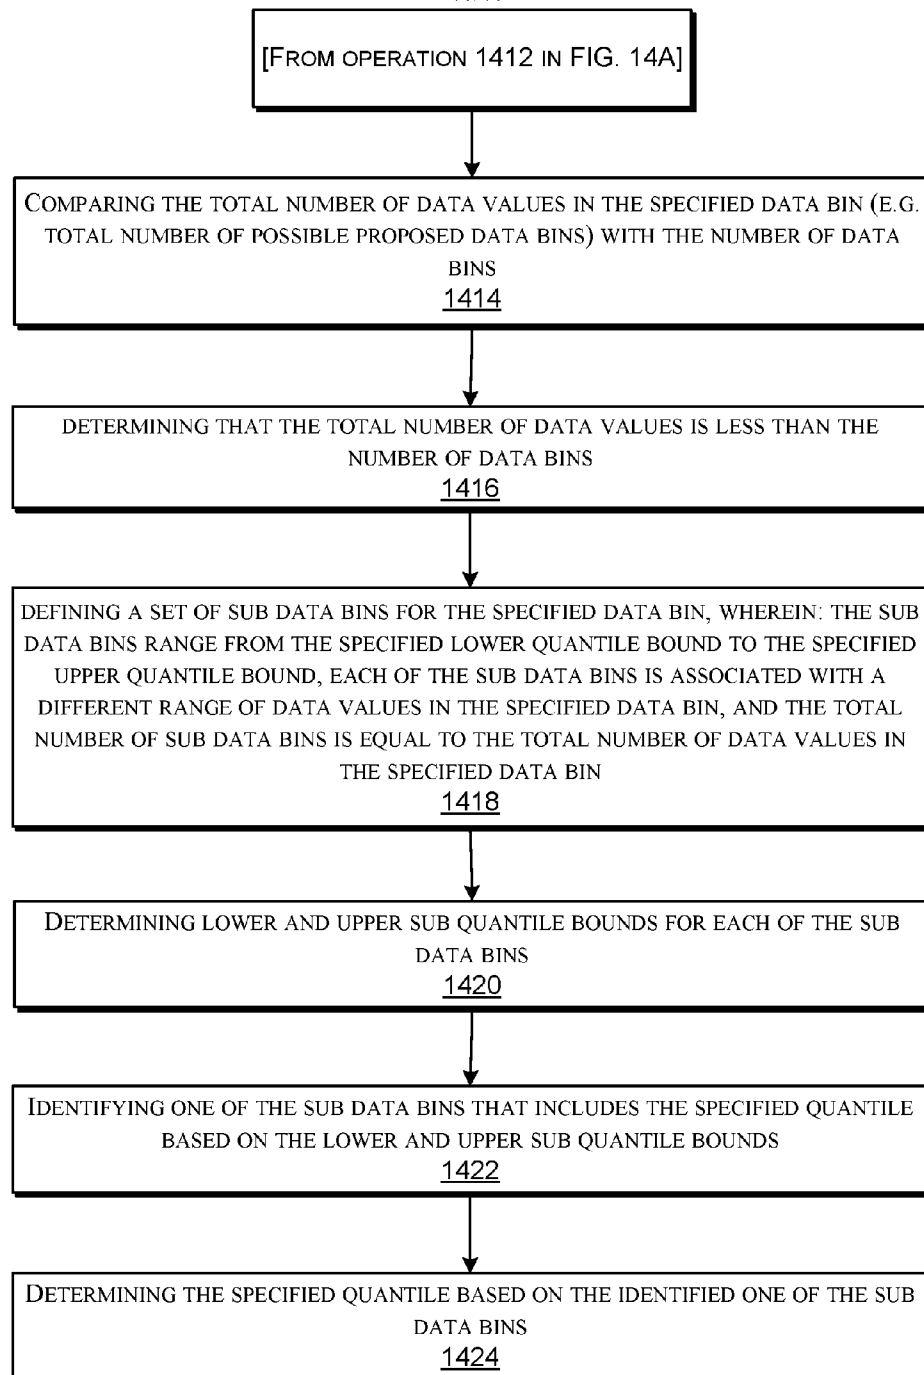 [FROM OPERATION 1412 IN FIG. 14A]
COMPARING THE TOTAL NUMBER OF DATA VALUES IN THE SPECIFIED DATA BIN (E.G.
TOTAL NUMBER OF POSSIBLE PROPOSED DATA BINS) WITH THE NUMBER OF DATA
BINS
1414
DETERMINING THAT THE TOTAL NUMBER OF DATA VALUES IS LESS THAN THE
NUMBER OF DATA BINS
1416
DEFINING A SET OF SUB DATA BINS FOR THE SPECIFIED DATA BIN, WHEREIN: THE SUB
DATA BINS RANGE FROM THE SPECIFIED LOWER QUANTILE BOUND TO THE SPECIFIED
UPPER QUANTILE BOUND, EACH OF THE SUB DATA BINS IS ASSOCIATED WITH A
DIFFERENT RANGE OF DATA VALUES IN THE SPECIFIED DATA BIN, AND THE TOTAL
NUMBER OF SUB DATA BINS IS EQUAL TO THE TOTAL NUMBER OF DATA VALUES IN
THE SPECIFIED DATA BIN
1418
DETERMINING LOWER AND UPPER SUB QUANTILE BOUNDS FOR EACH OF THE SUB
DATA BINS
1420
IDENTIFYING ONE OF THE SUB DATA BINS THAT INCLUDES THE SPECIFIED QUANTILE
BASED ON THE LOWER AND UPPER SUB QUANTILE BOUNDS
1422
DETERMINING THE SPECIFIED QUANTILE BASED ON THE IDENTIFIED ONE OF THE SUB
DATA BINS
1424